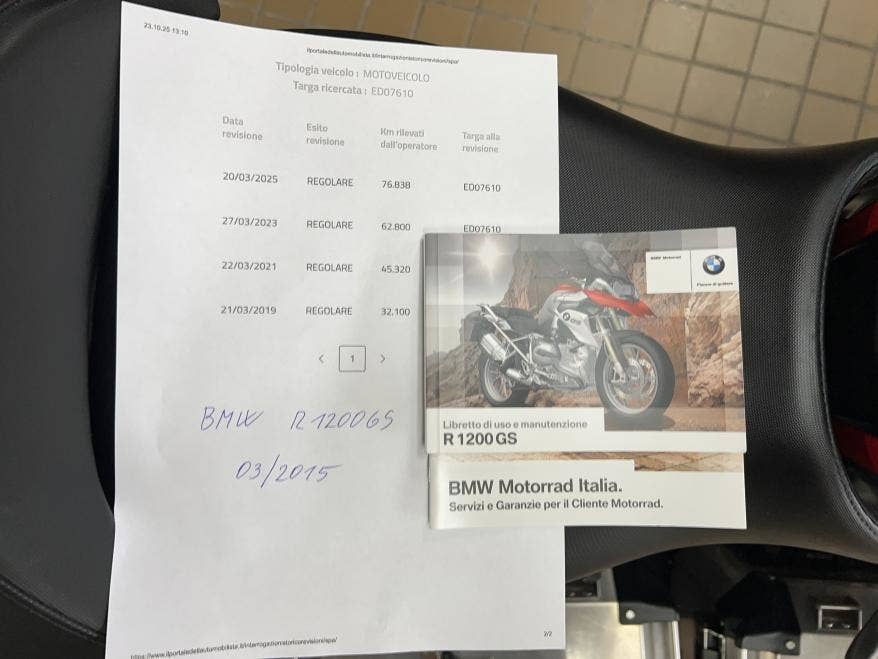 23.10.25 13:10
Tipologia veicolo : MOTOVEICOLO
Targa ricercata : ED07610
Data revisione Esito revisione Km rilevati dall'operatore Targa alla revisione
20/03/2025 REGOLARE 76.838 ED07610
27/03/2023 REGOLARE 62.800 ED07610
22/03/2021 REGOLARE 45.320
21/03/2019 REGOLARE 32.100
< 1 >
BMW R1200GS
03/2015
2/2
BMW Motorrad
BMW
Libretto di uso e manutenzione
R 1200 GS
BMW Motorrad Italia.
Servizi e Garanzie per il Cliente Motorrad.